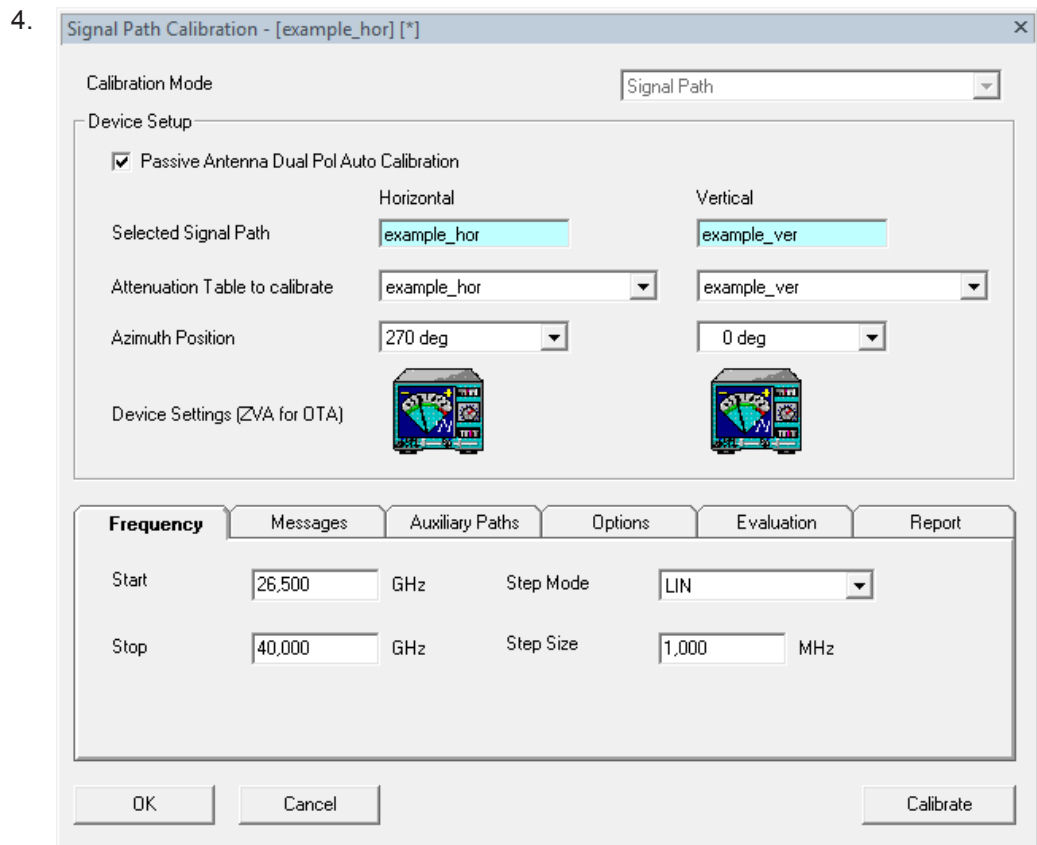 4.
Signal Path Calibration - [example_hor] [*]
Calibration Mode Signal Path
Device Setup
Passive Antenna Dual Pol Auto Calibration
Horizontal Vertical
Selected Signal Path example_hor example_ver
Attenuation Table to calibrate example_hor example_ver
Azimuth Position 270 deg 0 deg
Device Settings (ZVA for OTA)
Frequency Messages Auxiliary Paths Options Evaluation Report
Start 26,500 GHz Step Mode LIN
Stop 40,000 GHz Step Size 1,000 MHz
OK Cancel Calibrate